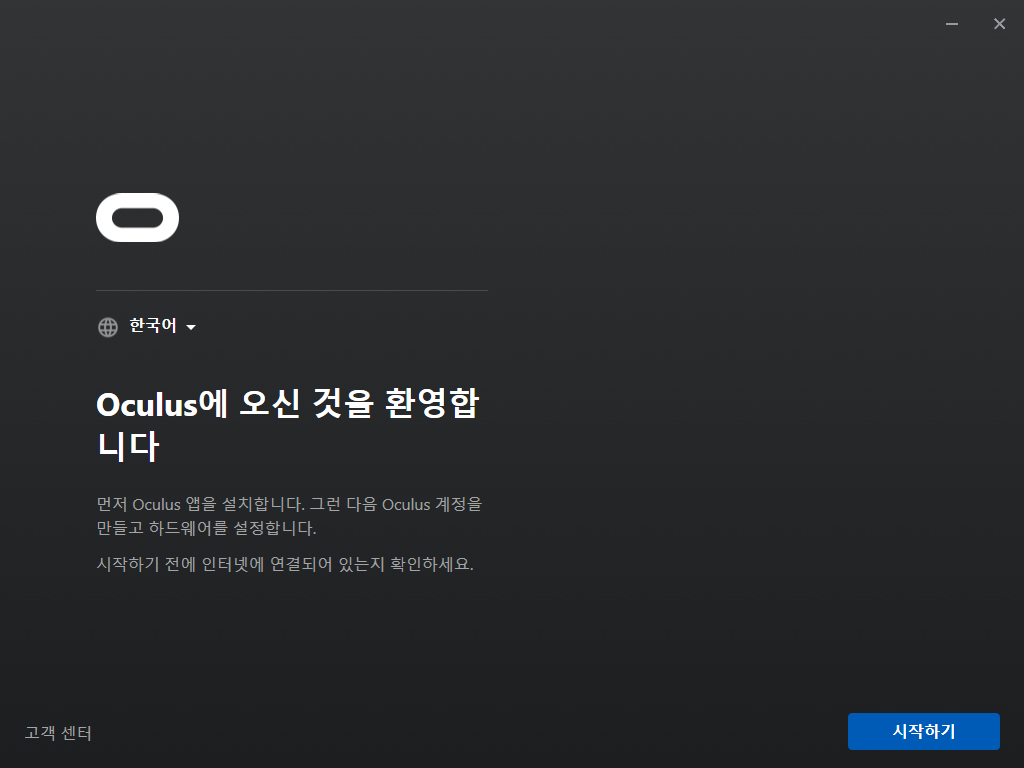 한국어
Oculus에 오신 것을 환영합
니다
먼저 Oculus 앱을 설치합니다. 그런 다음 Oculus 계정을
만들고 하드웨어를 설정합니다.
시작하기 전에 인터넷에 연결되어 있는지 확인하세요.
고객 센터
시작하기